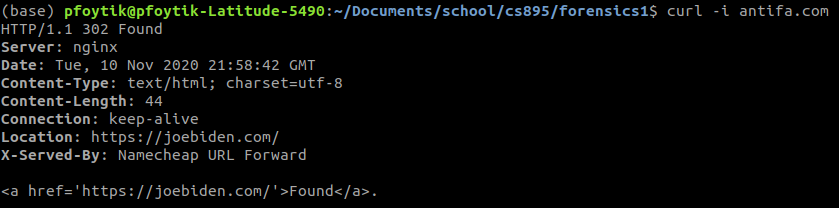 (base) pfoytik@pfoytik-Latitude-5490:~/Documents/school/cs895/forensics1$ curl -i antifa.com
HTTP/1.1 302 Found
Server: nginx
Date: Tue, 10 Nov 2020 21:58:42 GMT
Content-Type: text/html; charset=utf-8
Content-Length: 44
Connection: keep-alive
Location: https://joebiden.com/
X-Served-By: Namecheap URL Forward

<a href='https://joebiden.com/'>Found</a>.